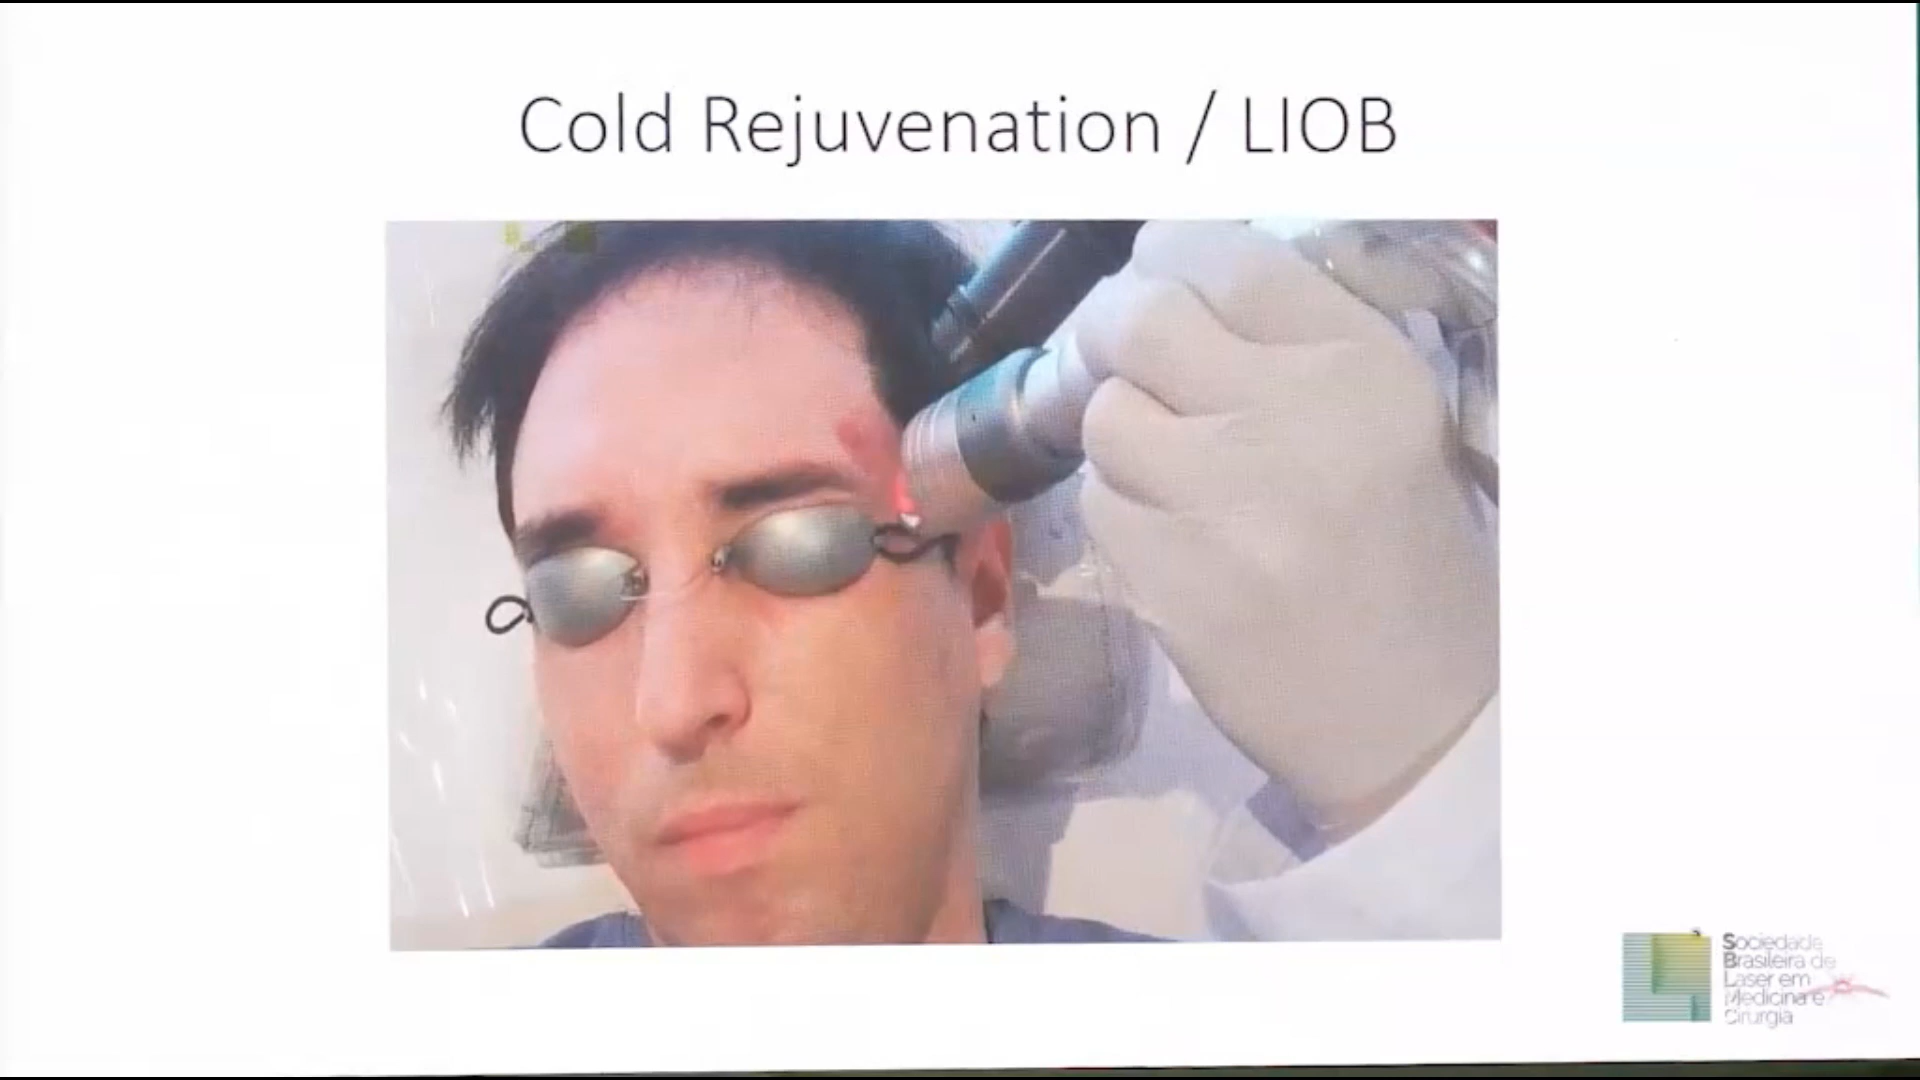 Cold Rejuvenation / LIOB
Sociedade
Brasileira de
Laser em
Medicina e
Cirurgia